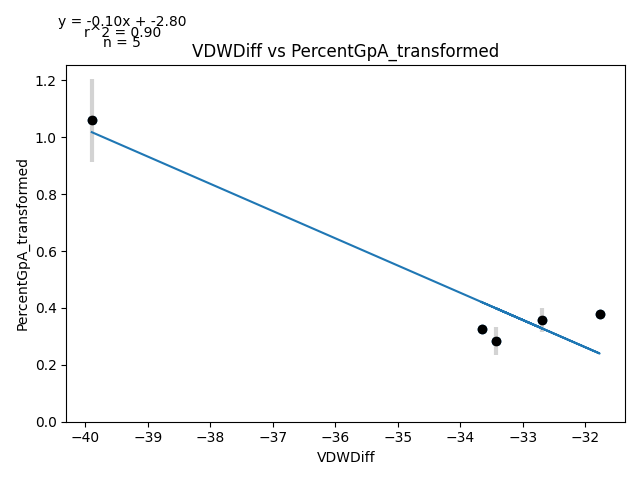 y = -0.10x + -2.80
r^2 = 0.90
n = 5
VDWDiff vs PercentGpA_transformed
1.2
1.0
0.8
0.6
0.4
0.2
0.0
PercentGpA_transformed
−40 −39 −38 −37 −36 −35 −34 −33 −32
VDWDiff